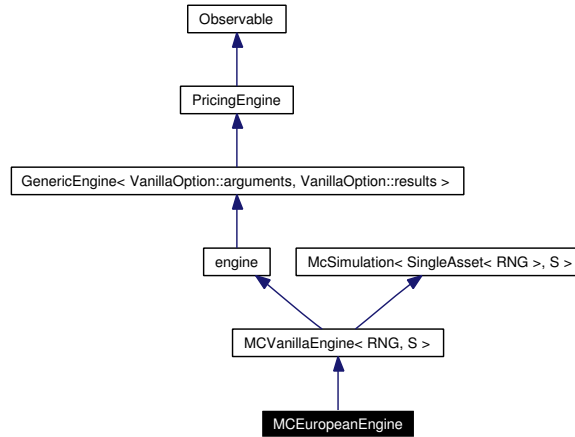 Observable
PricingEngine
GenericEngine< VanillaOption::arguments, VanillaOption::results >
engine
McSimulation< SingleAsset< RNG >, S >
MCVanillaEngine< RNG, S >
MCEuropeanEngine